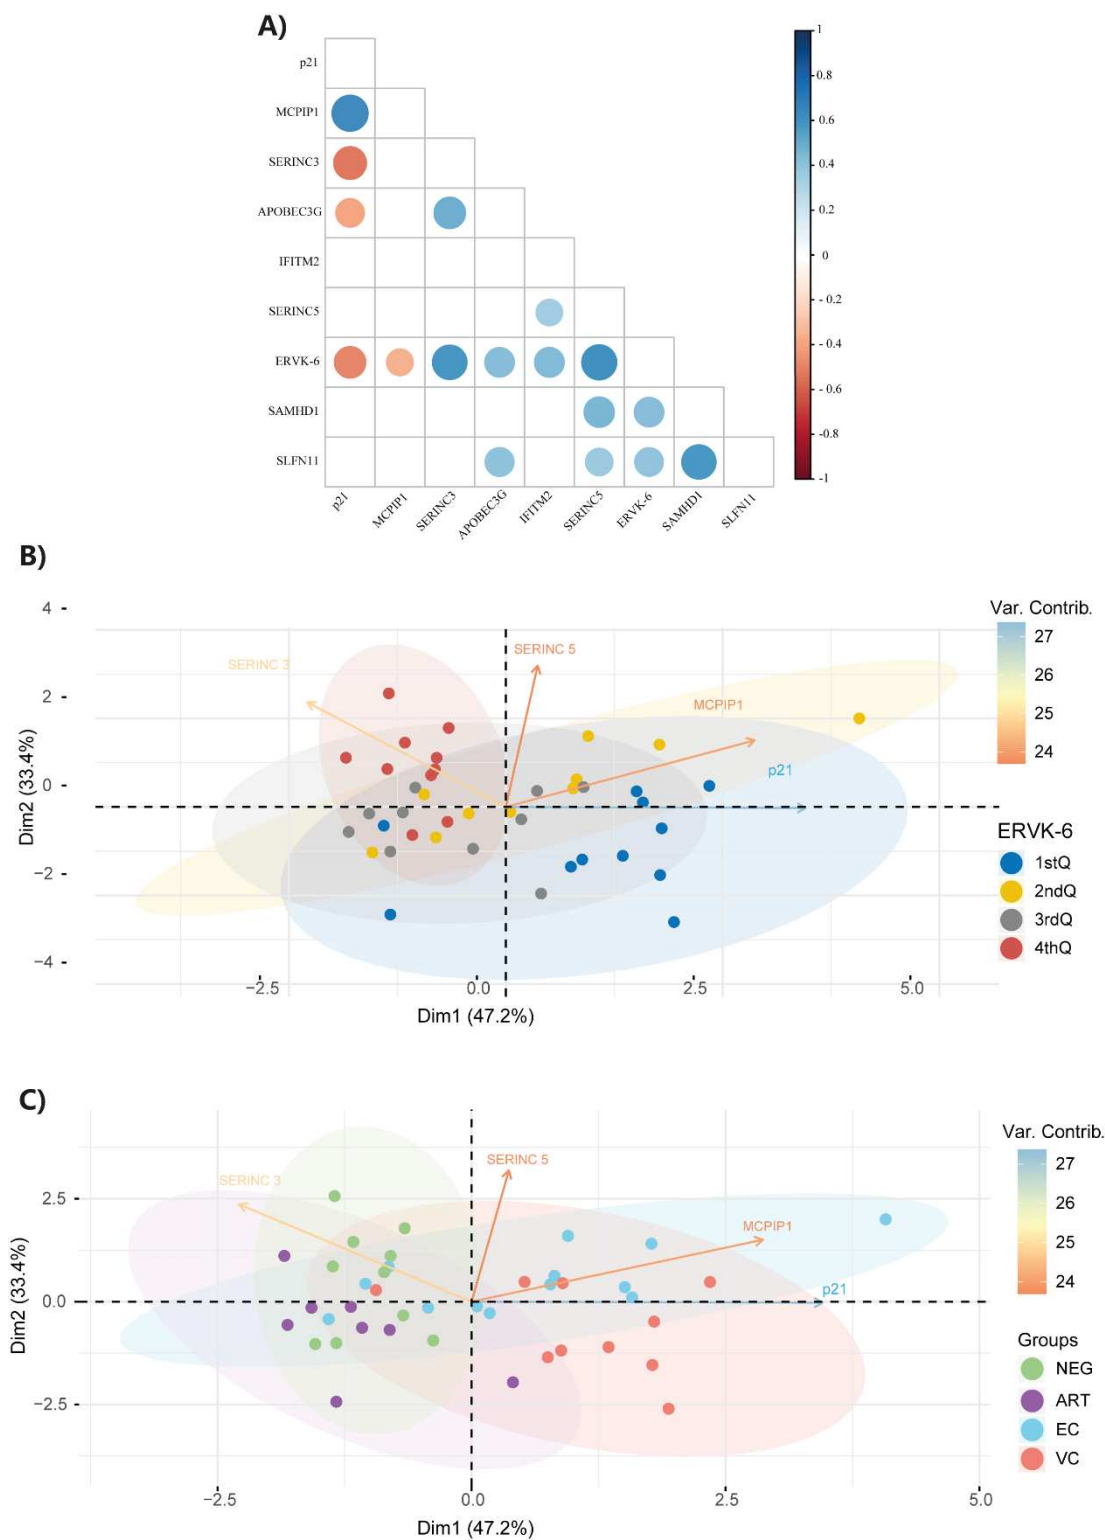 A)
p21
MCPIP1
SERINC3
APOBEC3G
IFITM2
SERINC5
ERVK-6
SAMHD1
SLFN11
p21 MCPIP1 SERINC3 APOBEC3G IFITM2 SERINC5 ERVK-6 SAMHD1 SLFN11
1
0.8
0.6
0.4
0.2
0
- 0.2
- 0.4
- 0.6
-0.8
-1
B)
4
2
0
−2
−4
Dim2 (33.4%)
SERINC 3
SERINC 5
MCPIP1
p21
−2.5 0.0 2.5 5.0
Dim1 (47.2%)
Var. Contrib.
27
26
25
24
ERVK-6
1stQ
2ndQ
3rdQ
4thQ
C)
2.5
0.0
−2.5
Dim2 (33.4%)
SERINC 3
SERINC 5
MCPIP1
p21
−2.5 0.0 2.5 5.0
Dim1 (47.2%)
Var. Contrib.
27
26
25
24
Groups
NEG
ART
EC
VC